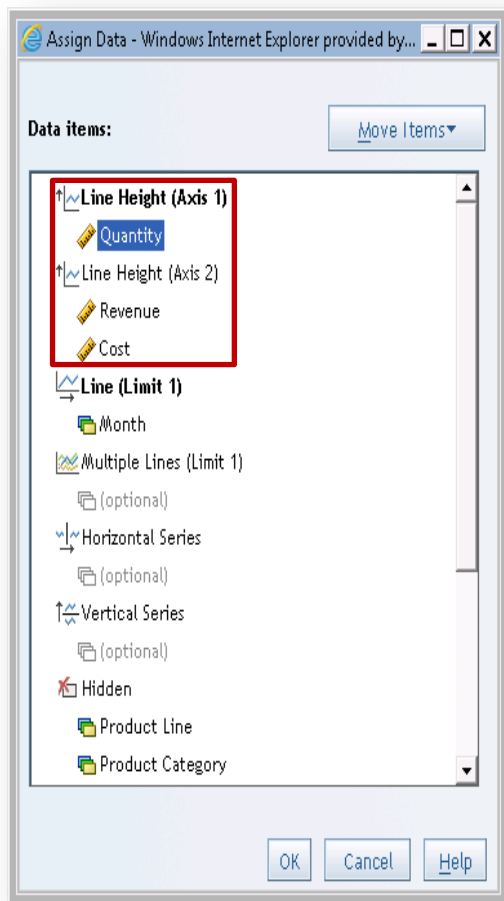 Assign Data - Windows Internet Explorer provided by...
Data items:
Move Items
Line Height (Axis 1)
Quantity
Line Height (Axis 2)
Revenue
Cost
Line (Limit 1)
Month
Multiple Lines (Limit 1)
(optional)
Horizontal Series
(optional)
Vertical Series
(optional)
Hidden
Product Line
Product Category
OK Cancel Help